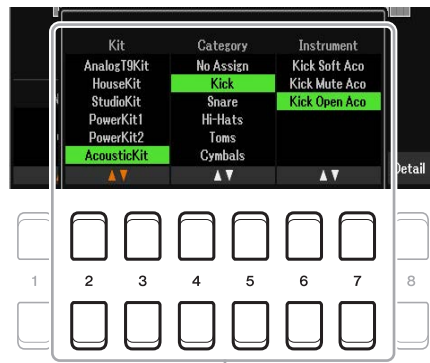 Kit Category Instrument
AnalogT9Kit No Assign Kick Soft Aco
HouseKit Kick Kick Mute Aco
StudioKit Snare Kick Open Aco
PowerKit1 Hi-Hats
PowerKit2 Toms
AcousticKit Cymbals
Detail
1 2 3 4 5 6 7 8